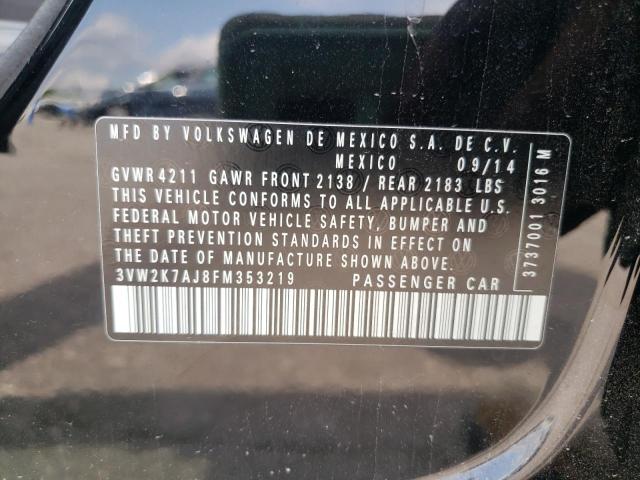 MFD BY VOLKSWAGEN DE MEXICO S.A. DE C.V.
MEXICO 09/14
GVWR 4211 GAWR FRONT 2138 / REAR 2183 LBS
THIS VEHICLE CONFORMS TO ALL APPLICABLE U.S.
FEDERAL MOTOR VEHICLE SAFETY, BUMPER AND
THEFT PREVENTION STANDARDS IN EFFECT ON
THE DATE OF MANUFACTURE SHOWN ABOVE.
3VW2K7AJ8FM353219 PASSENGER CAR
3737001 3016 M